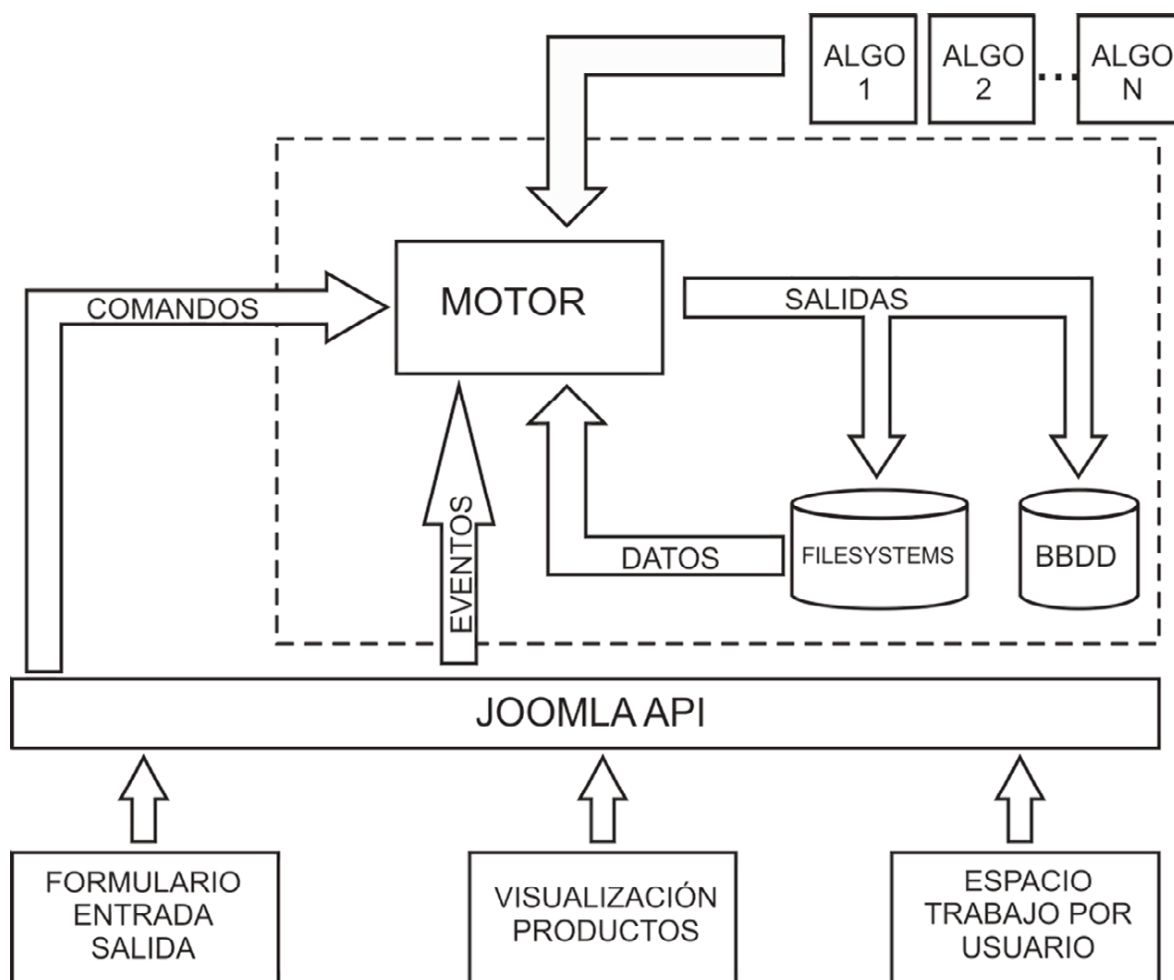 ALGO
1
ALGO
2
...
ALGO
N
COMANDOS
MOTOR
SALIDAS
EVENTOS
DATOS
FILESYSTEMS
BBDD
JOOMLA API
FORMULARIO
ENTRADA
SALIDA
VISUALIZACIÓN
PRODUCTOS
ESPACIO
TRABAJO POR
USUARIO